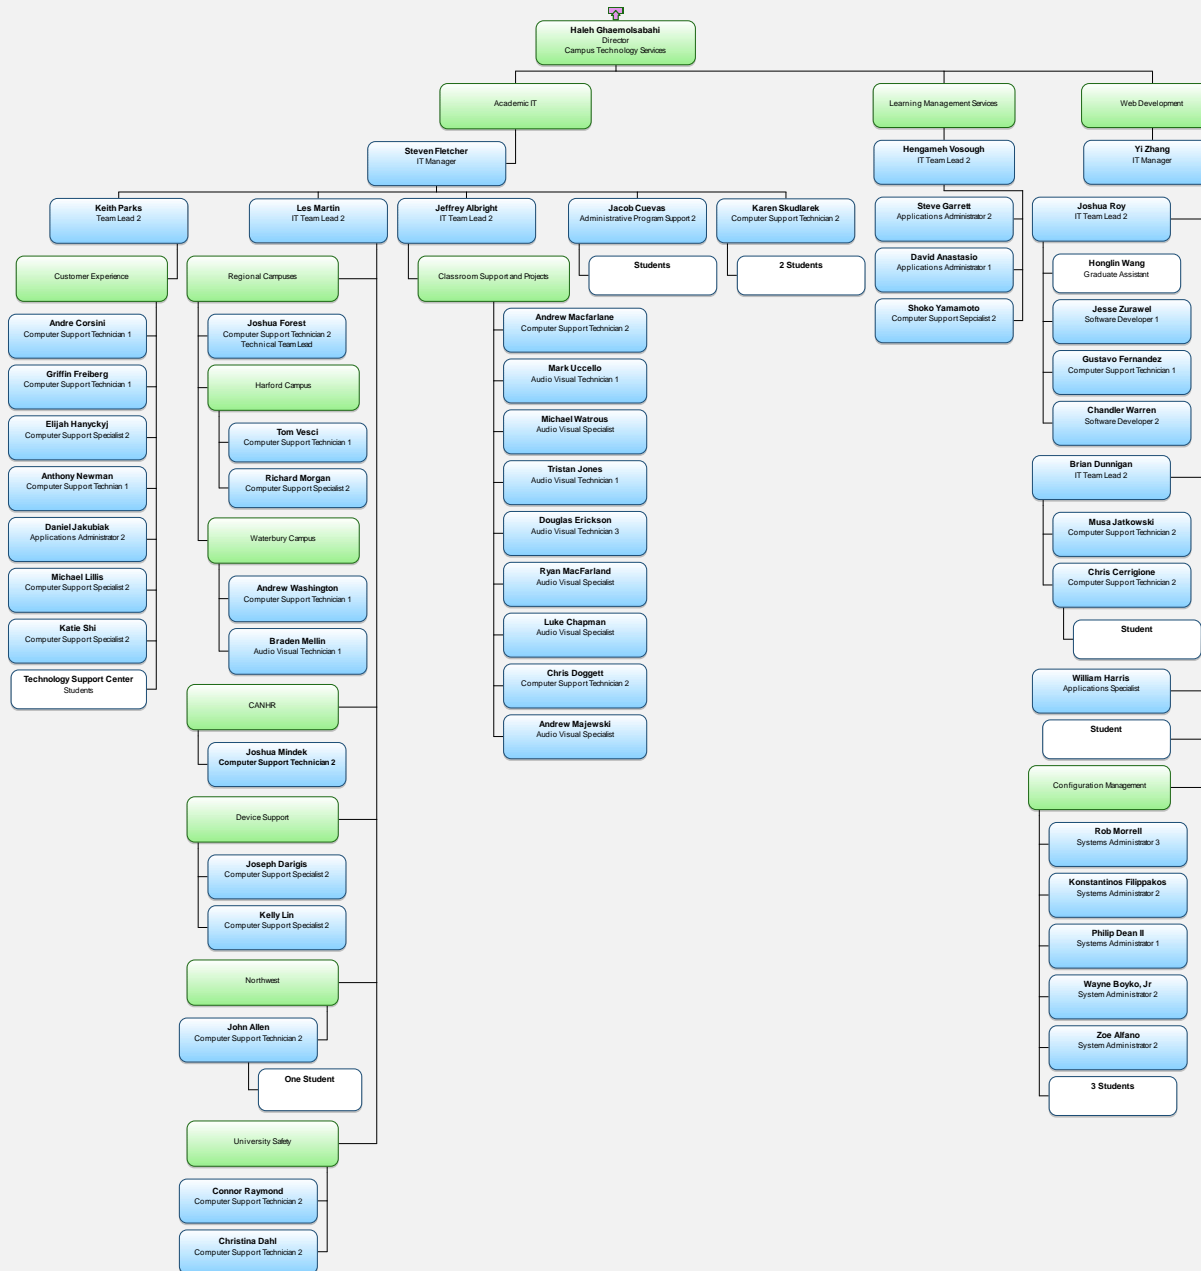 Haleh Ghaemolsabahi
Director
Campus Technology Services
Academic IT
Learning Management Services
Web Development
Steven Fletcher
IT Manager
Hengameh Vosough
IT Team Lead 2
Yi Zhang
IT Manager
Keith Parks
Team Lead 2
Les Martin
IT Team Lead 2
Jeffrey Albright
IT Team Lead 2
Jacob Cuevas
Administrative Program Support 2
Karen Skudlarek
Computer Support Technician 2
Steve Garrett
Applications Administrator 2
David Anastasio
Applications Administrator 1
Shoko Yamamoto
Computer Support Sepcialist 2
Customer Experience
Andre Corsini
Computer Support Technician 1
Griffin Freiberg
Computer Support Technician 1
Elijah Hanyckyj
Computer Support Specialist 2
Anthony Newman
Computer Support Technian 1
Daniel Jakubiak
Applications Administrator 2
Michael Lillis
Computer Support Specialist 2
Katie Shi
Computer Support Specialist 2
Technology Support Center
Students
Regional Campuses
Joshua Forest
Computer Support Technician 2
Technical Team Lead
Harford Campus
Tom Vesci
Computer Support Technician 1
Richard Morgan
Computer Support Specialist 2
Waterbury Campus
Andrew Washington
Computer Support Technician 1
Braden Mellin
Audio Visual Technician 1
CANHR
Joshua Mindek
Computer Support Technician 2
Device Support
Joseph Darigis
Computer Support Specialist 2
Kelly Lin
Computer Support Specialist 2
Northwest
John Allen
Computer Support Technician 2
One Student
University Safety
Connor Raymond
Computer Support Technician 2
Christina Dahl
Computer Support Technician 2
Classroom Support and Projects
Andrew Macfarlane
Computer Support Technician 2
Mark Uccello
Audio Visual Technician 1
Michael Watrous
Audio Visual Specialist
Tristan Jones
Audio Visual Technician 1
Douglas Erickson
Audio Visual Technician 3
Ryan MacFarland
Audio Visual Specialist
Luke Chapman
Audio Visual Specialist
Chris Doggett
Computer Support Technician 2
Andrew Majewski
Audio Visual Specialist
Students
2 Students
Joshua Roy
IT Team Lead 2
Honglin Wang
Graduate Assistant
Jesse Zurawel
Software Developer 1
Gustavo Fernandez
Computer Support Technician 1
Chandler Warren
Software Developer 2
Brian Dunnigan
IT Team Lead 2
Musa Jatkowski
Computer Support Technician 2
Chris Cerrigione
Computer Support Technician 2
Student
William Harris
Applications Specialist
Student
Configuration Management
Rob Morrell
Systems Administrator 3
Konstantinos Filippakos
Systems Administrator 2
Philip Dean II
Systems Administrator 1
Wayne Boyko, Jr
System Administrator 2
Zoe Alfano
System Administrator 2
3 Students